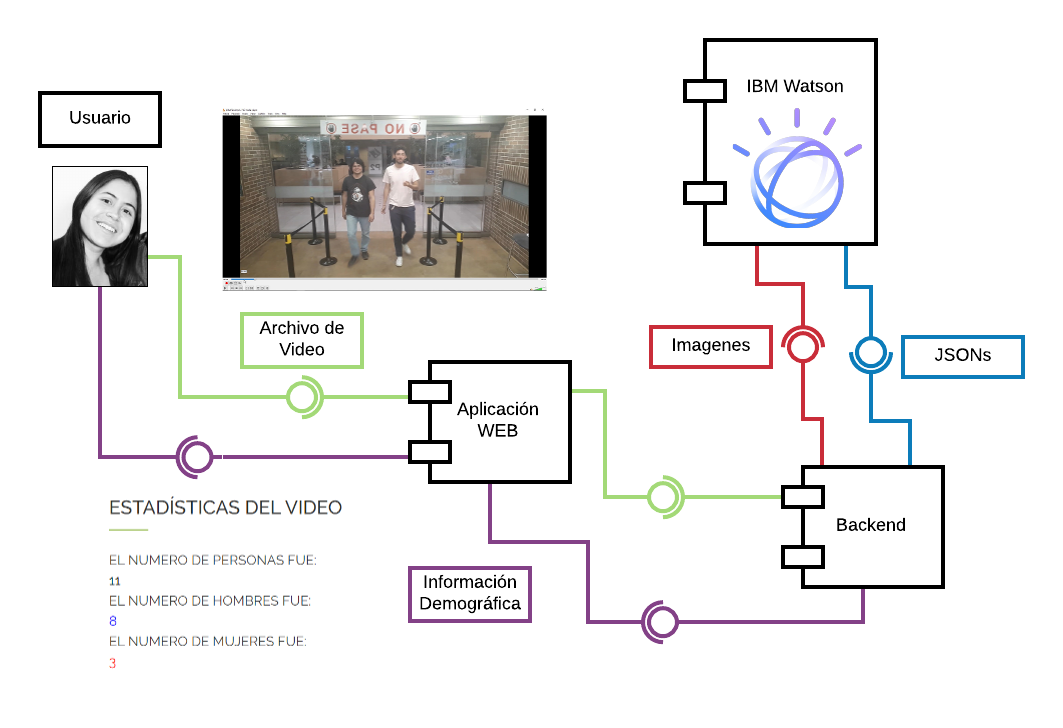 Usuario
IBM Watson
NO PASE
Archivo de
Video
Imagenes
JSONs
Aplicación
WEB
ESTADÍSTICAS DEL VIDEO
Backend
EL NUMERO DE PERSONAS FUE:
11
Información
Demográfica
EL NUMERO DE HOMBRES FUE:
8
EL NUMERO DE MUJERES FUE:
3